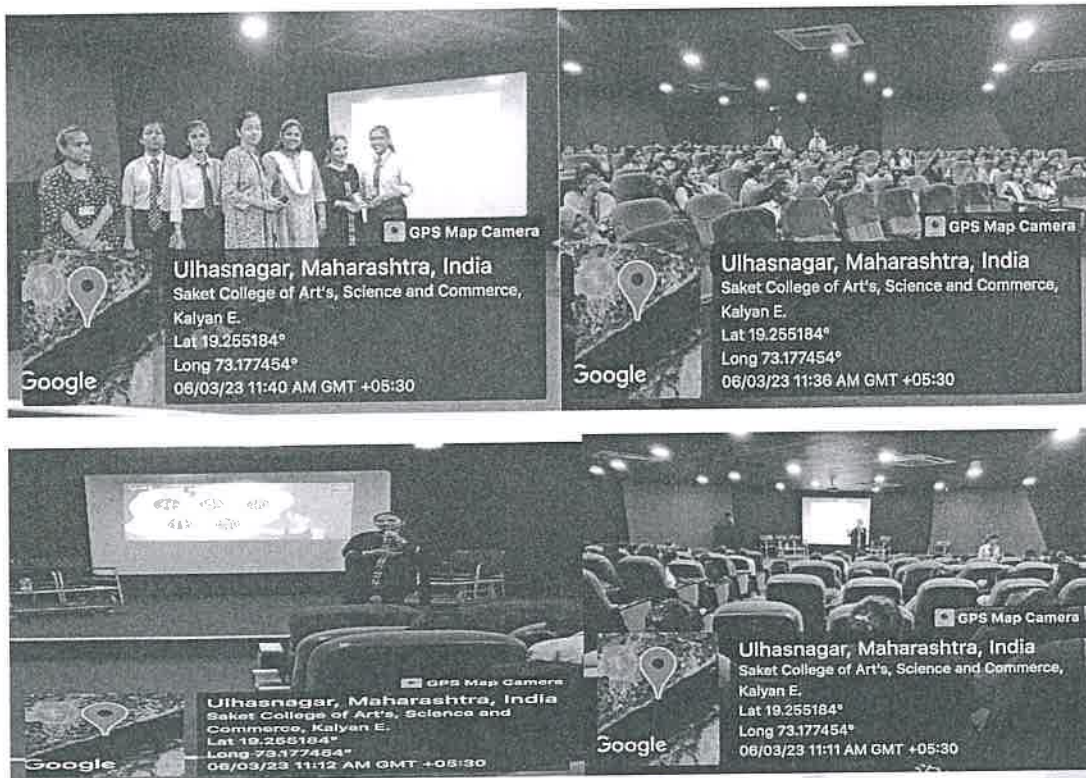 GPS Map Camera
Ulhasnagar, Maharashtra, India
Saket College of Art's, Science and Commerce,
Kalyan E.
Lat 19.255184°
Long 73.177454°
06/03/23 11:40 AM GMT +05:30
Google
GPS Map Camera
Ulhasnagar, Maharashtra, India
Saket College of Art's, Science and Commerce,
Kalyan E.
Lat 19.255184°
Long 73.177454°
06/03/23 11:36 AM GMT +05:30
Google
GPS Map Camera
Ulhasnagar, Maharashtra, India
Saket College of Art's, Science and
Commerce, Kalyan E.
Lat 19.255184°
Long 73.177454°
06/03/23 11:12 AM GMT +05:30
Google
GPS Map Camera
Ulhasnagar, Maharashtra, India
Saket College of Art's, Science and Commerce,
Kalyan E.
Lat 19.255184°
Long 73.177454°
06/03/23 11:11 AM GMT +05:30
Google